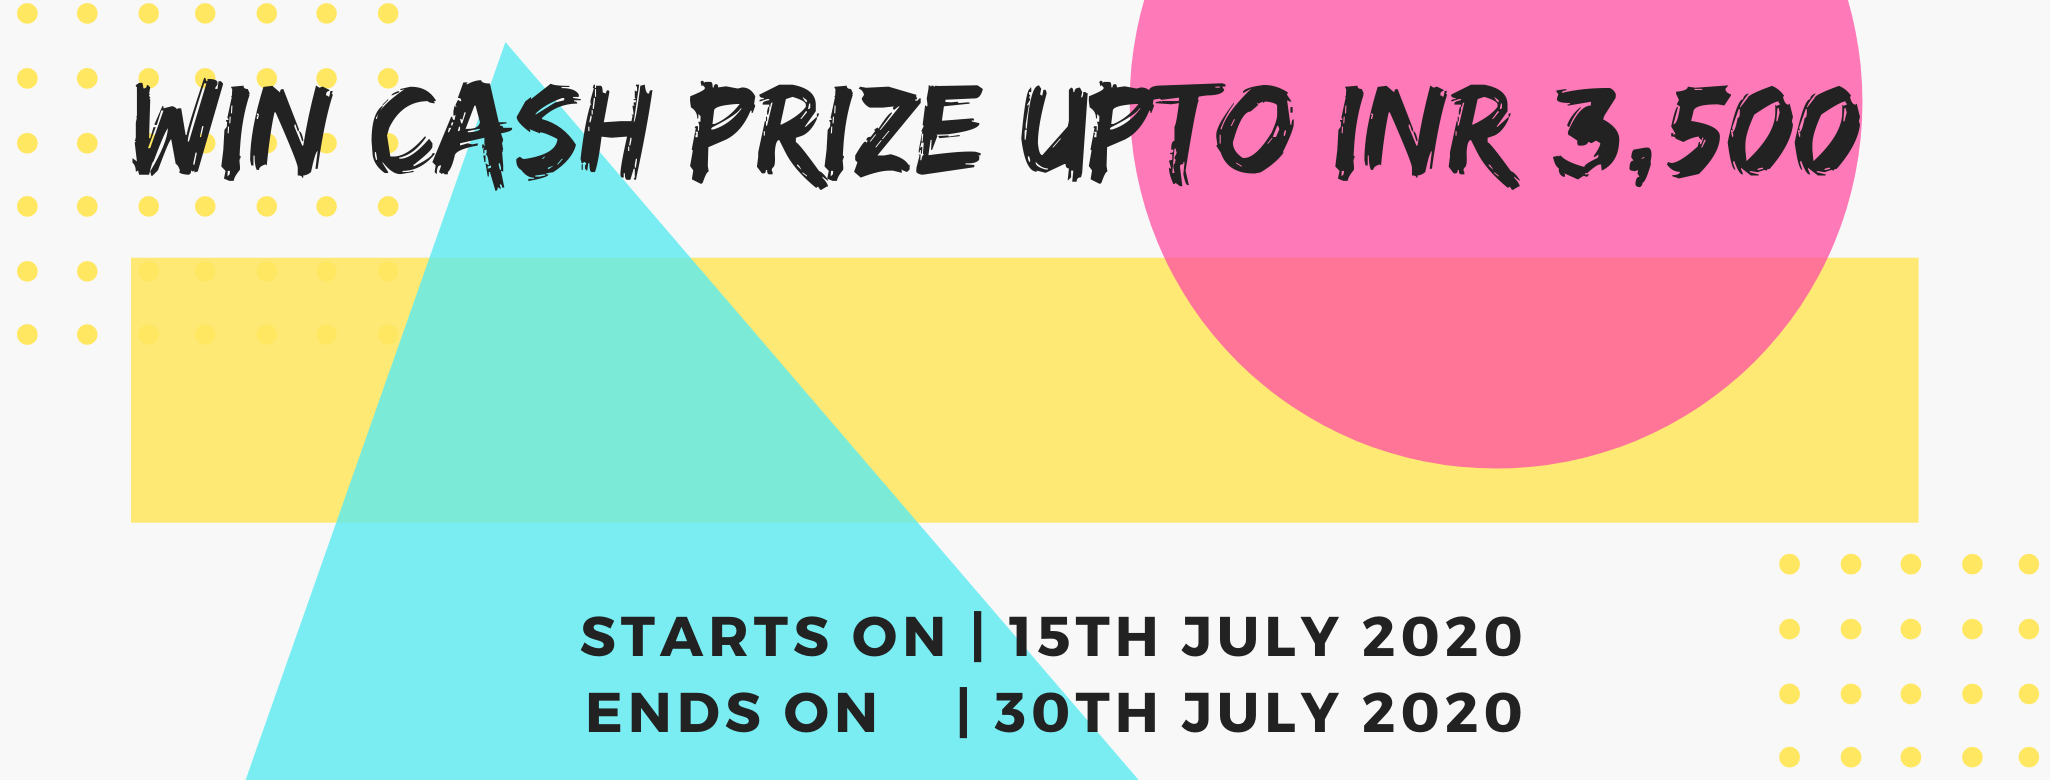 WIN CASH PRIZE UPTO INR 3,500
STARTS ON | 15TH JULY 2020
ENDS ON | 30TH JULY 2020